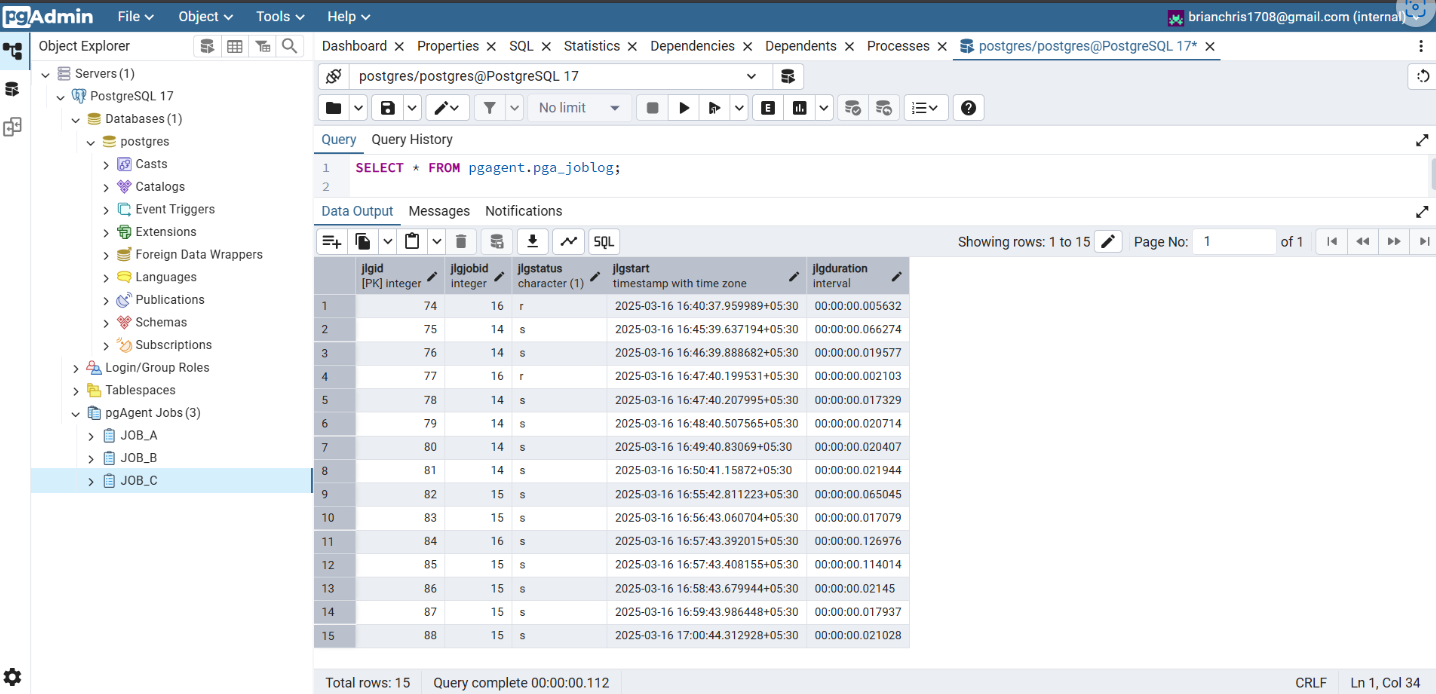 pgAdmin File Object Tools Help brianchris1708@gmail.com (internal)
Object Explorer
Dashboard Properties SQL Statistics Dependencies Dependents Processes postgres/postgres@PostgreSQL 17*
Servers (1)
PostgreSQL 17
Databases (1)
postgres
Casts
Catalogs
Event Triggers
Extensions
Foreign Data Wrappers
Languages
Publications
Schemas
Subscriptions
Login/Group Roles
Tablespaces
pgAgent Jobs (3)
JOB_A
JOB_B
JOB_C
postgres/postgres@PostgreSQL 17
No limit E
Query Query History
1 SELECT * FROM pgagent.pga_joblog;
2
Data Output Messages Notifications
SQL Showing rows: 1 to 15 Page No: 1 of 1
jlgid jlgjobid jlgstatus jlgstart jlgduration
[PK] integer integer character (1) timestamp with time zone interval
1 74 16 r 2025-03-16 16:40:37.959989+05:30 00:00:00.005632
2 75 14 s 2025-03-16 16:45:39.637194+05:30 00:00:00.066274
3 76 14 s 2025-03-16 16:46:39.888682+05:30 00:00:00.019577
4 77 16 r 2025-03-16 16:47:40.199531+05:30 00:00:00.002103
5 78 14 s 2025-03-16 16:47:40.207995+05:30 00:00:00.017329
6 79 14 s 2025-03-16 16:48:40.507565+05:30 00:00:00.020714
7 80 14 s 2025-03-16 16:49:40.83069+05:30 00:00:00.020407
8 81 14 s 2025-03-16 16:50:41.15872+05:30 00:00:00.021944
9 82 15 s 2025-03-16 16:55:42.811223+05:30 00:00:00.065045
10 83 15 s 2025-03-16 16:56:43.060704+05:30 00:00:00.017079
11 84 16 s 2025-03-16 16:57:43.392015+05:30 00:00:00.126976
12 85 15 s 2025-03-16 16:57:43.408155+05:30 00:00:00.114014
13 86 15 s 2025-03-16 16:58:43.679944+05:30 00:00:00.02145
14 87 15 s 2025-03-16 16:59:43.986448+05:30 00:00:00.017937
15 88 15 s 2025-03-16 17:00:44.312928+05:30 00:00:00.021028
Total rows: 15 Query complete 00:00:00.112 CRLF Ln 1, Col 34